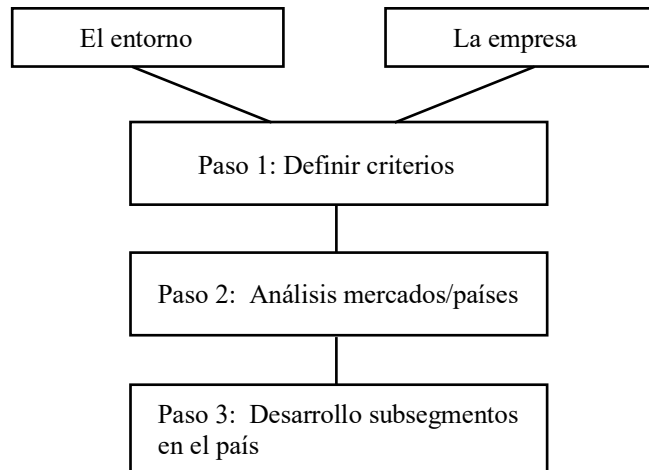 El entorno
La empresa
Paso 1: Definir criterios
Paso 2:  Análisis mercados/países
Paso 3:  Desarrollo subsegmentos
en el país